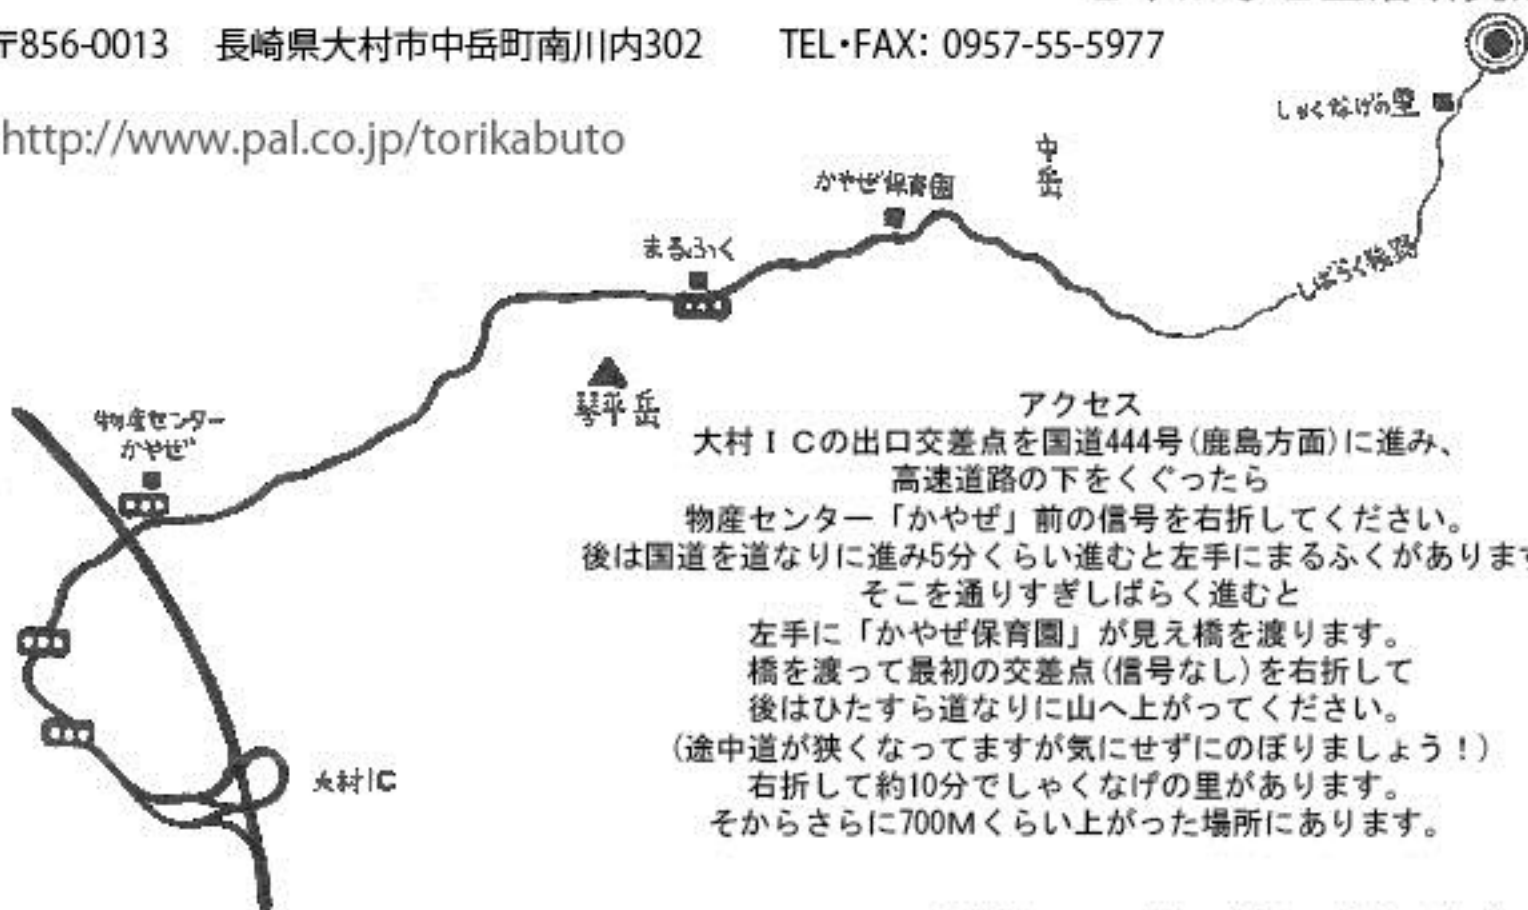 〒856-0013 長崎県大村市中岳町南川内302 TEL･FAX: 0957-55-5977
http://www.pal.co.jp/torikabuto
しゃくなげの里
中岳
かやぜ保育園
まるふく
しばらく狭路
琴平岳
物産センター
かやぜ
大村IC
アクセス
大村ＩＣの出口交差点を国道444号(鹿島方面)に進み、
高速道路の下をくぐったら
物産センター「かやぜ」前の信号を右折してください。
後は国道を道なりに進み5分くらい進むと左手にまるふくがあります
そこを通りすぎしばらく進むと
左手に「かやぜ保育園」が見え橋を渡ります。
橋を渡って最初の交差点(信号なし)を右折して
後はひたすら道なりに山へ上がってください。
(途中道が狭くなってますが気にせずにのぼりましょう！)
右折して約10分でしゃくなげの里があります。
そからさらに700Mくらい上がった場所にあります。